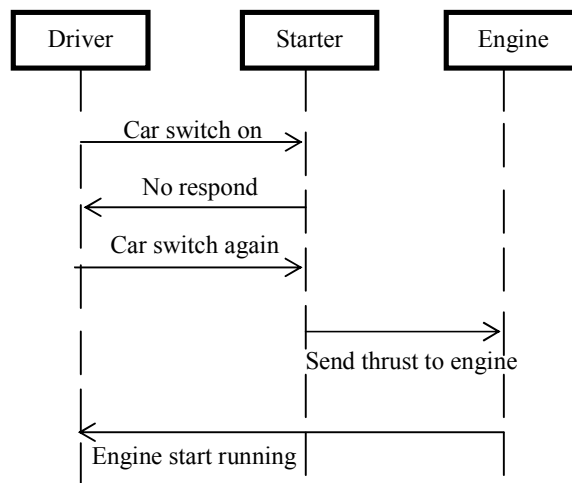 Driver
Starter
Engine
Car switch on
No respond
Car switch again
Send thrust to engine
Engine start running